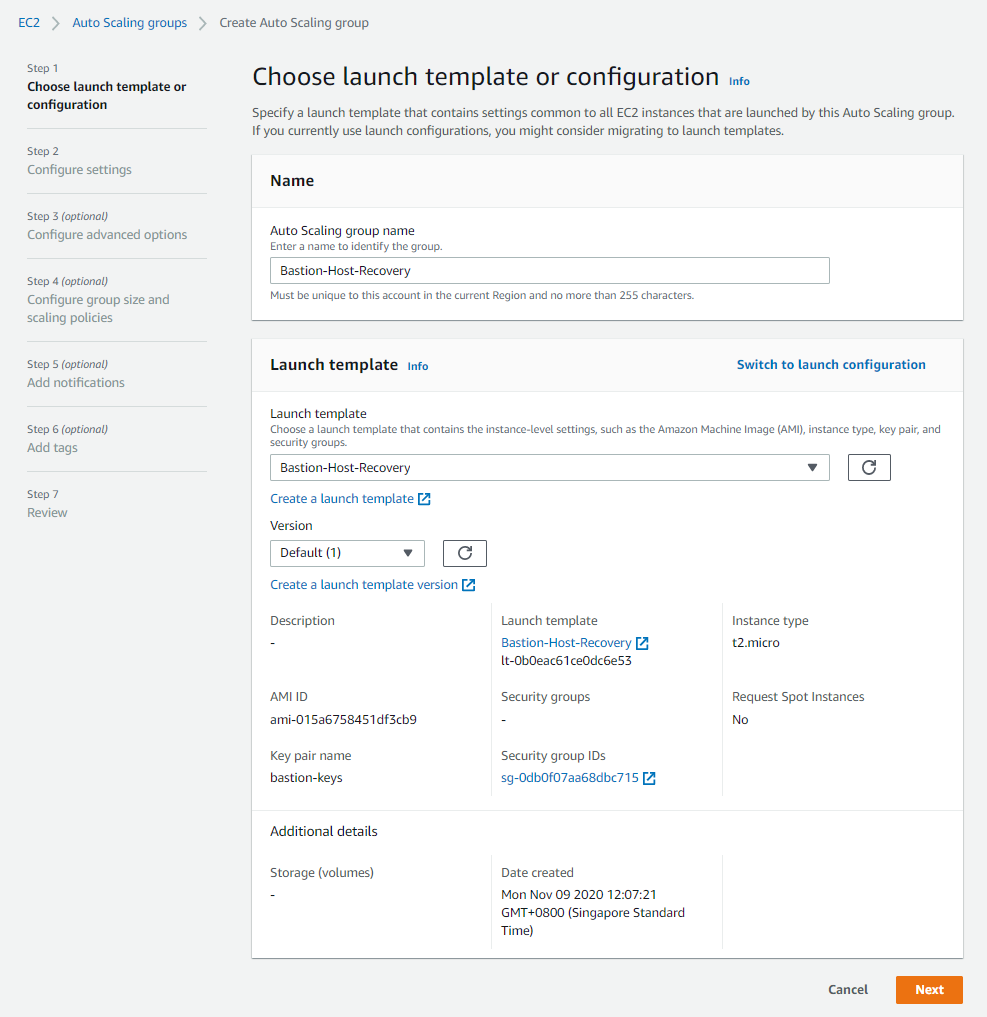 EC2 > Auto Scaling groups > Create Auto Scaling group
Step 1
Choose launch template or
configuration
Step 2
Configure settings
Step 3 (optional)
Configure advanced options
Step 4 (optional)
Configure group size and
scaling policies
Step 5 (optional)
Add notifications
Step 6 (optional)
Add tags
Step 7
Review
Choose launch template or configuration Info
Specify a launch template that contains settings common to all EC2 instances that are launched by this Auto Scaling group.
If you currently use launch configurations, you might consider migrating to launch templates.
Name
Auto Scaling group name
Enter a name to identify the group.
Bastion-Host-Recovery
Must be unique to this account in the current Region and no more than 255 characters.
Launch template Info
Switch to launch configuration
Launch template
Choose a launch template that contains the instance-level settings, such as the Amazon Machine Image (AMI), instance type, key pair, and
security groups.
Bastion-Host-Recovery
Create a launch template
Version
Default (1)
Create a launch template version
Description
-
Launch template
Bastion-Host-Recovery
lt-0b0eac61ce0dc6e53
Instance type
t2.micro
AMI ID
ami-015a6758451df3cb9
Security groups
-
Request Spot Instances
No
Key pair name
bastion-keys
Security group IDs
sg-0db0f07aa68dbc715
Additional details
Storage (volumes)
-
Date created
Mon Nov 09 2020 12:07:21
GMT+0800 (Singapore Standard
Time)
Cancel
Next